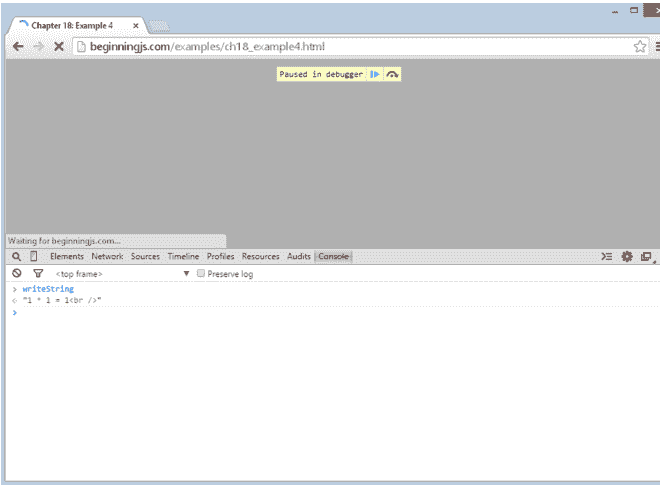 Chapter 18: Example 4
beginningjs.com/examples/ch18_example4.html
Paused in debugger
Waiting for beginningjs.com...
Elements Network Sources Timeline Profiles Resources Audits Console
<top frame> Preserve log
> writeString
< "1 * 1 = 1<br />"
>